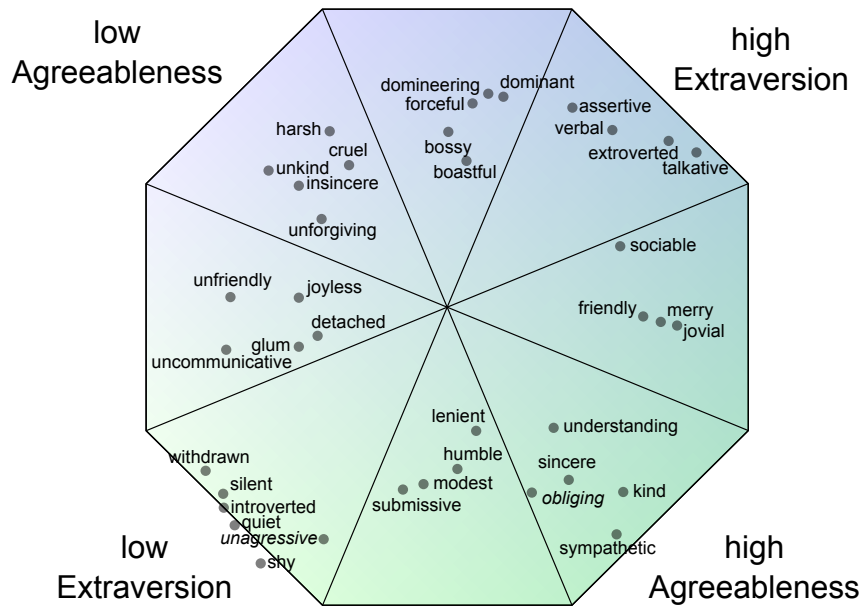 low
Agreeableness
high
Extraversion
domineering
dominant
forceful
assertive
verbal
harsh
bossy
extroverted
cruel
boastful
talkative
unkind
insincere
unforgiving
sociable
unfriendly
joyless
friendly
merry
detached
jovial
glum
uncommunicative
lenient
understanding
humble
withdrawn
sincere
silent
modest
obliging
kind
introverted
submissive
quiet
unagressive
sympathetic
shy
low
Extraversion
high
Agreeableness